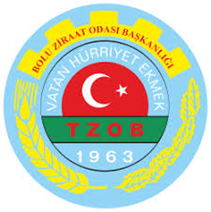 BOLU ZİRAAT ODASI BAŞKANLIĞI
VATAN HÜRRİYET EKMEK
TZOB
1963